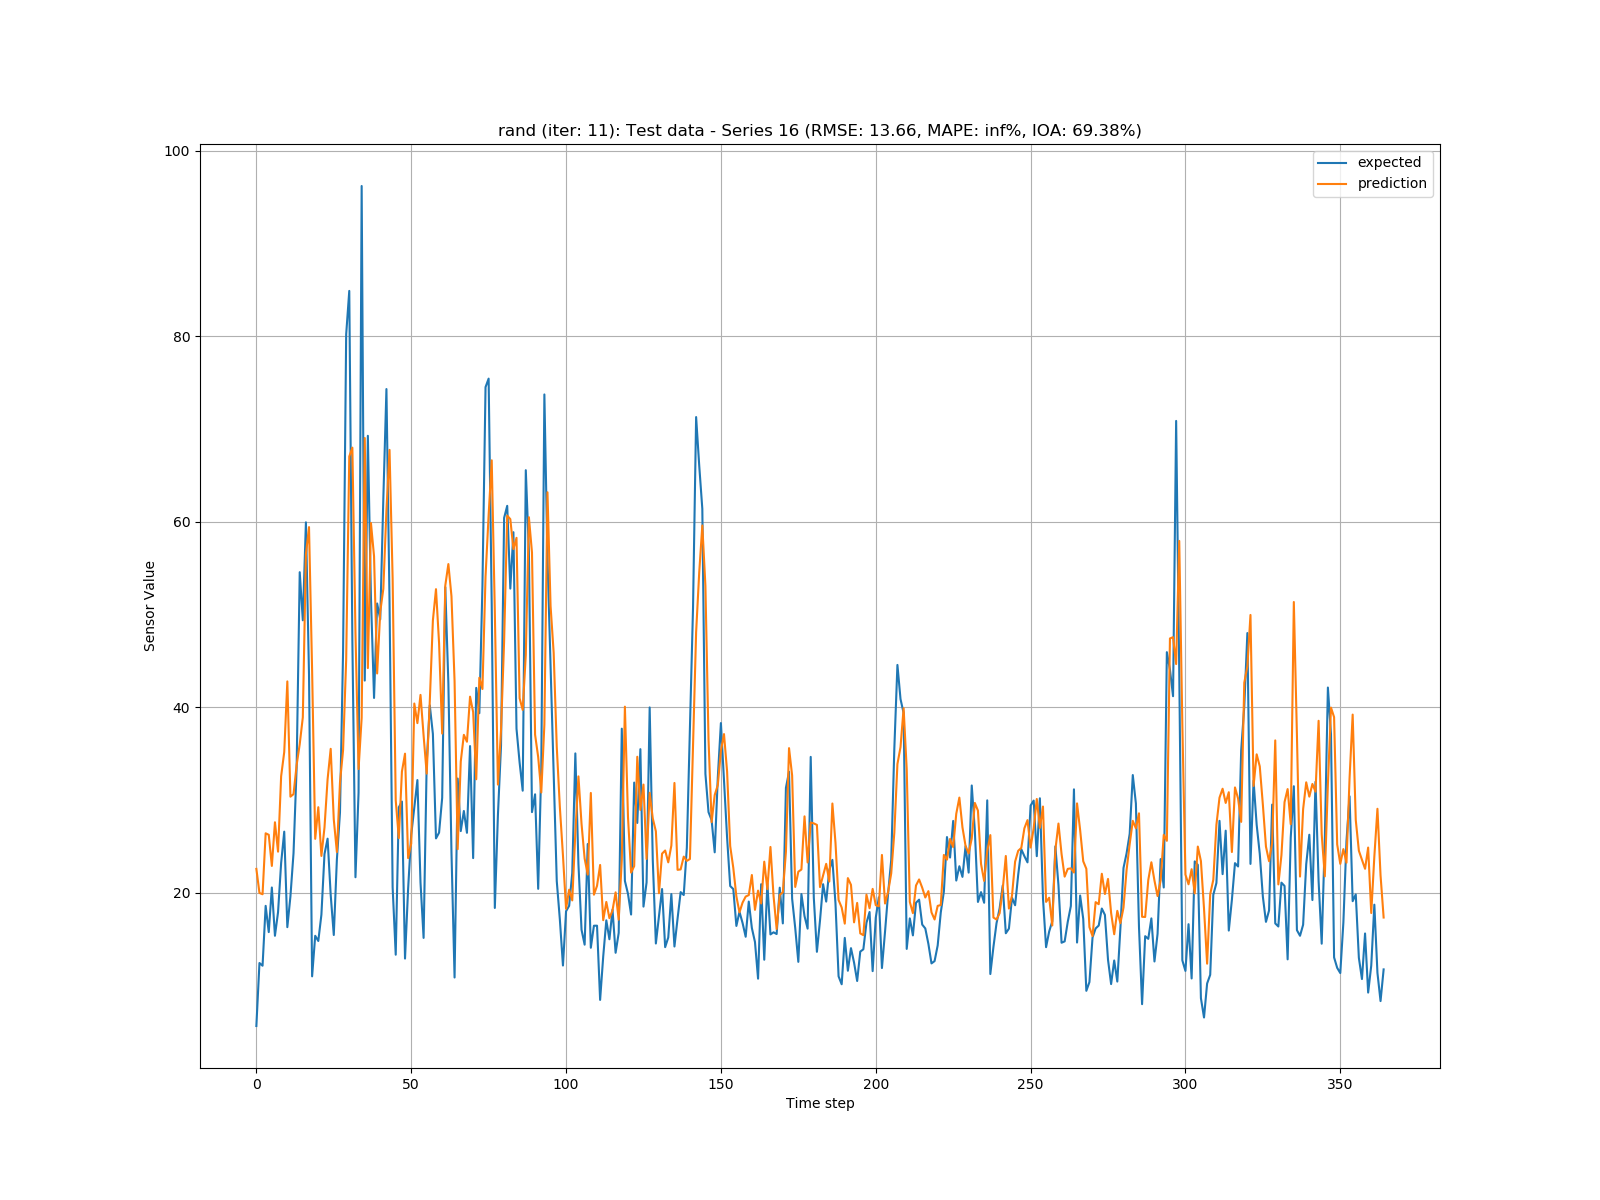 rand (iter: 11): Test data - Series 16 (RMSE: 13.66, MAPE: inf%, IOA: 69.38%)
expected
prediction
100
80
60
40
20
Sensor Value
0 50 100 150 200 250 300 350
Time step